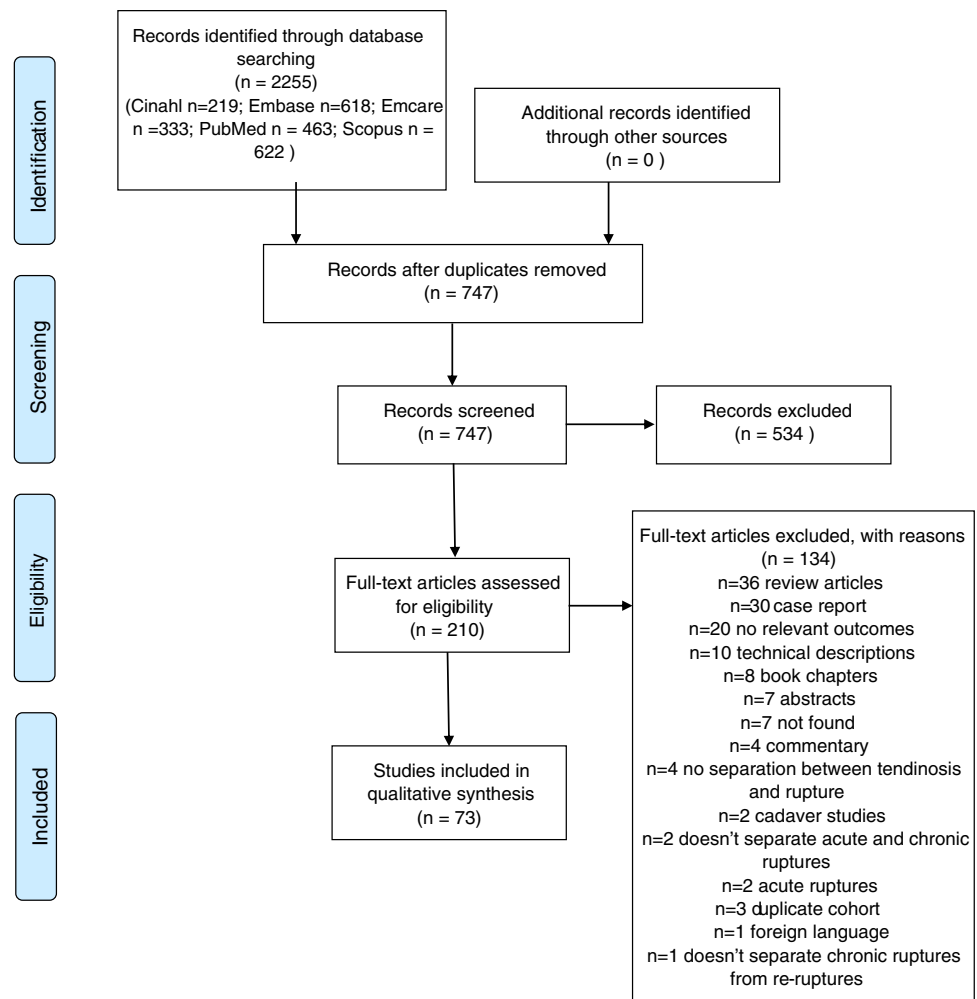 Identification
Records identified through database
searching
(n = 2255)
(Cinahl n=219; Embase n=618; Emcare
n =333; PubMed n = 463; Scopus n =
622 )
Additional records identified
through other sources
(n = 0 )
Records after duplicates removed
(n = 747)
Screening
Records screened
(n = 747)
Records excluded
(n = 534 )
Eligibility
Full-text articles assessed
for eligibility
(n = 210)
Full-text articles excluded, with reasons
(n = 134)
n=36 review articles
n=30 case report
n=20 no relevant outcomes
n=10 technical descriptions
n=8 book chapters
n=7 abstracts
n=7 not found
n=4 commentary
n=4 no separation between tendinosis
and rupture
n=2 cadaver studies
n=2 doesn't separate acute and chronic
ruptures
n=2 acute ruptures
n=3 duplicate cohort
n=1 foreign language
n=1 doesn't separate chronic ruptures
from re-ruptures
Included
Studies included in
qualitative synthesis
(n = 73)